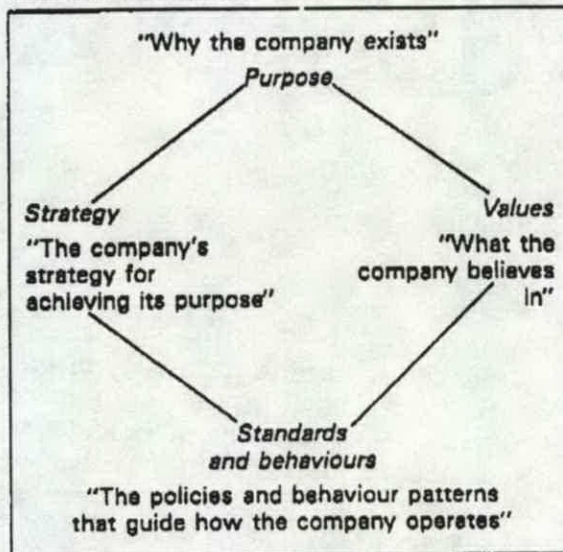 "Why the company exists"
Purpose
Strategy
"The company's
strategy for
achieving its purpose"
Values
"What the
company believes
in"
Standards
and behaviours
"The policies and behaviour patterns
that guide how the company operates"